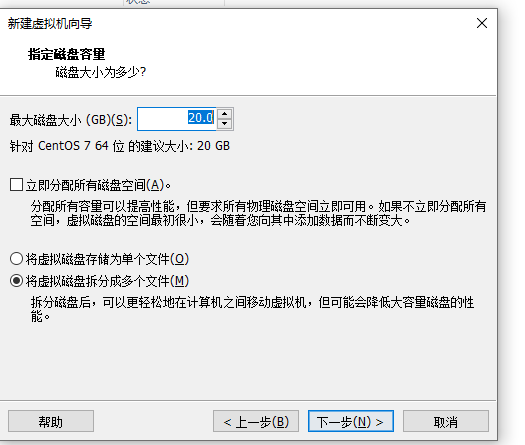 状态
新建虚拟机向导
指定磁盘容量
磁盘大小为多少?
最大磁盘大小 (GB)(S): 20.0
针对 CentOS 7 64 位 的建议大小: 20 GB
立即分配所有磁盘空间(A)。
分配所有容量可以提高性能，但要求所有物理磁盘空间立即可用。如果不立即分配所有
空间，虚拟磁盘的空间最初很小，会随着您向其中添加数据而不断变大。
将虚拟磁盘存储为单个文件(O)
将虚拟磁盘拆分成多个文件(M)
拆分磁盘后，可以更轻松地在计算机之间移动虚拟机，但可能会降低大容量磁盘的性
能。
帮助 < 上一步(B) 下一步(N) > 取消